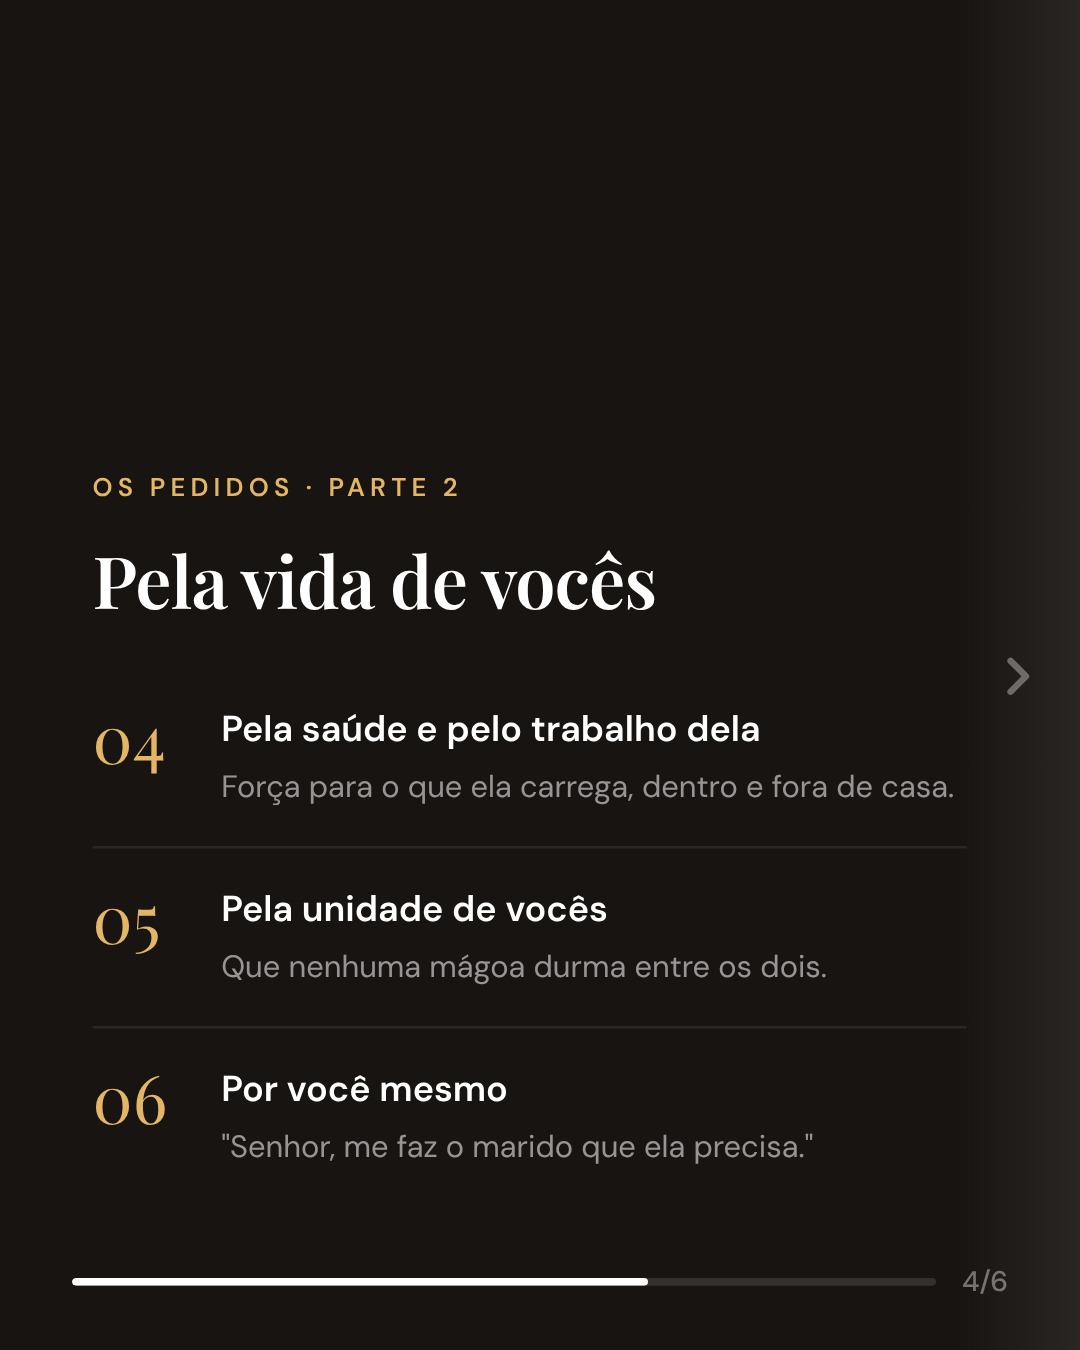 OS PEDIDOS · PARTE 2
Pela vida de vocês
04
Pela saúde e pelo trabalho dela
Força para o que ela carrega, dentro e fora de casa.
05
Pela unidade de vocês
Que nenhuma mágoa durma entre os dois.
06
Por você mesmo
"Senhor, me faz o marido que ela precisa."
4/6